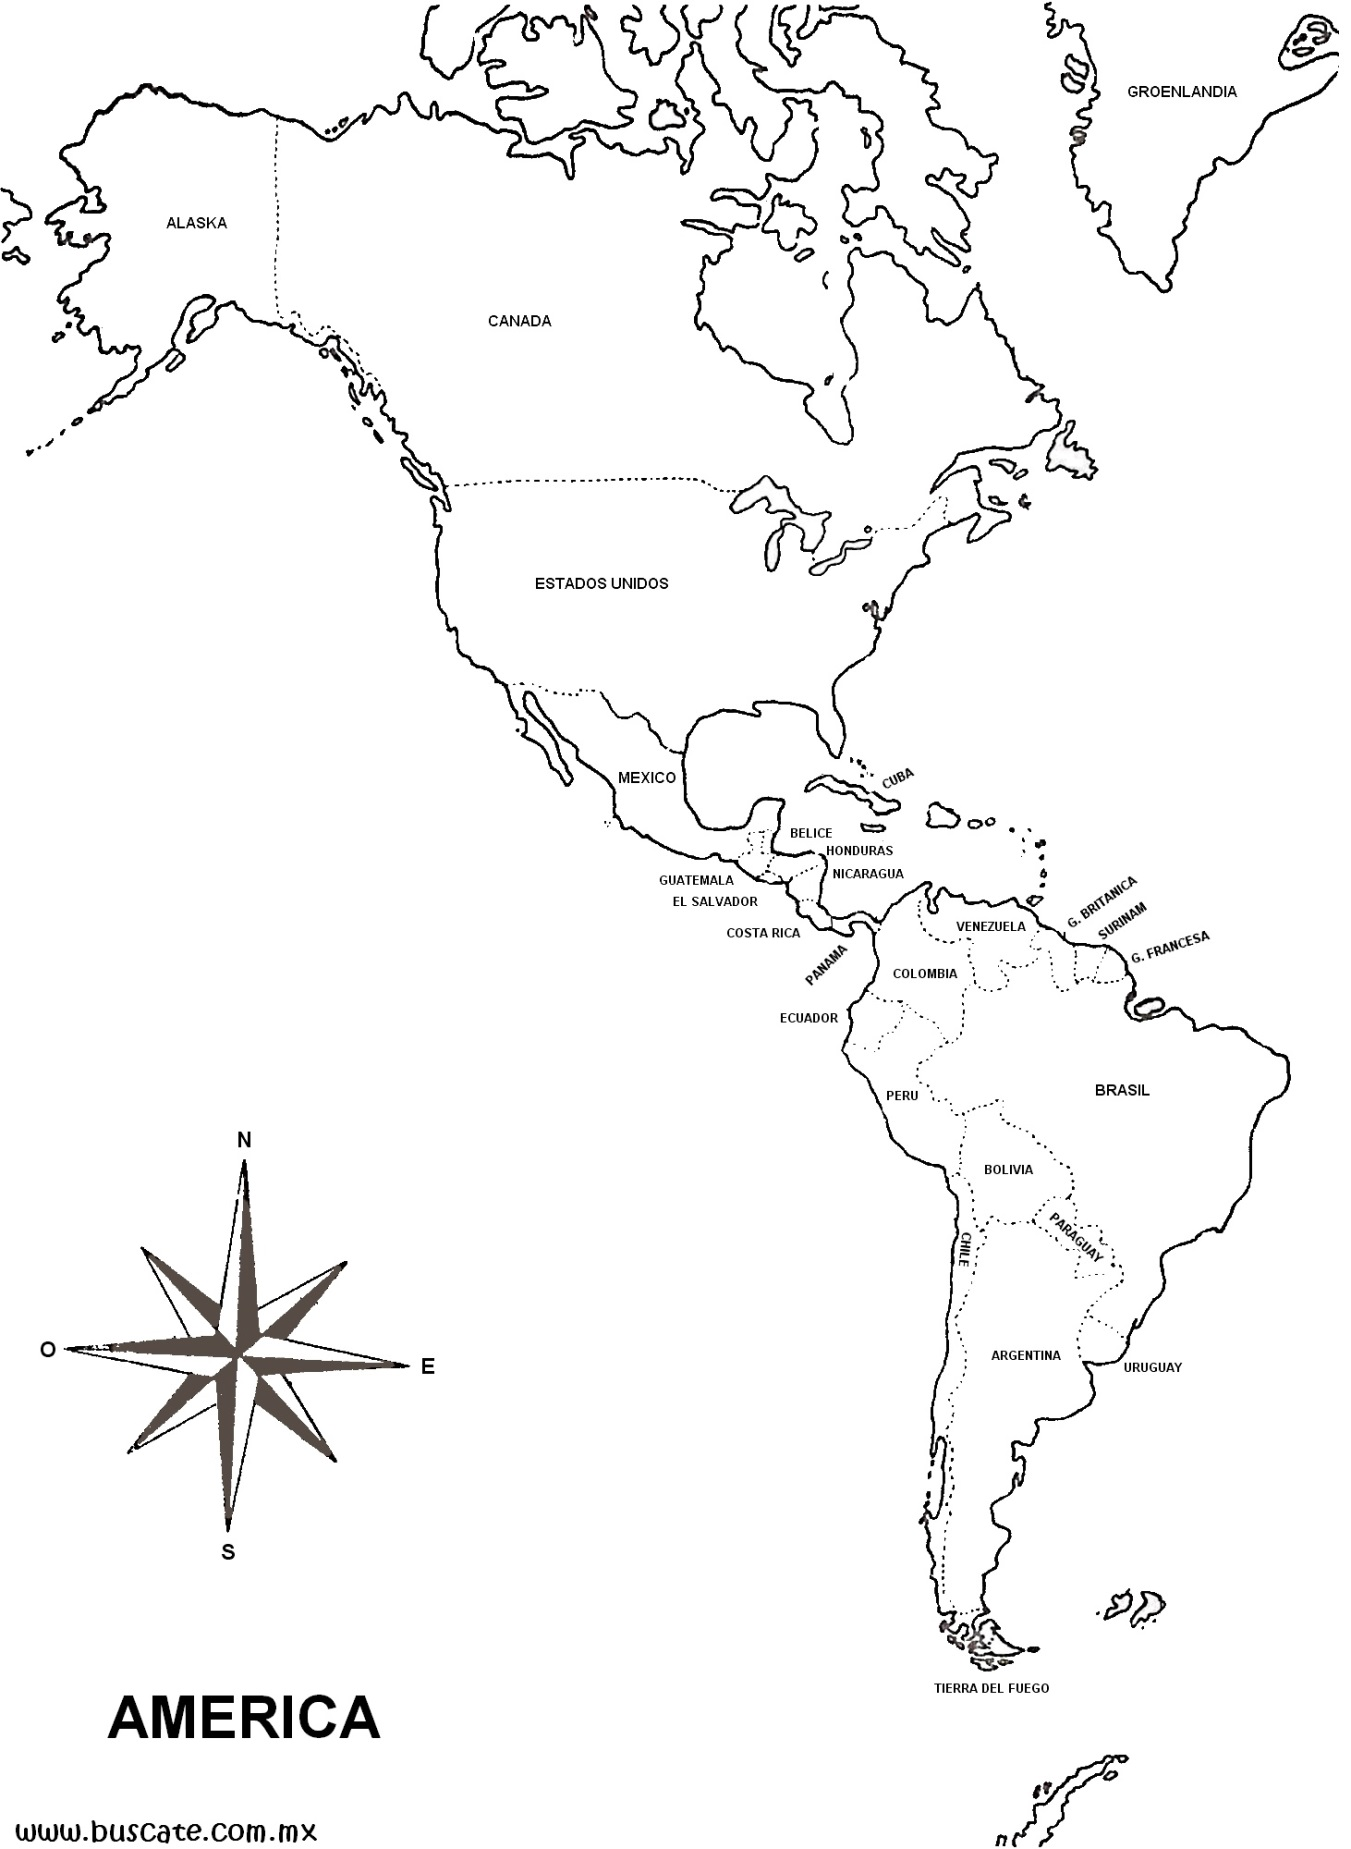 GROENLANDIA
ALASKA
CANADA
ESTADOS UNIDOS
MEXICO
CUBA
BELICE
HONDURAS
NICARAGUA
GUATEMALA
EL SALVADOR
COSTA RICA
PANAMA
VENEZUELA
G. BRITANICA
SURINAM
G. FRANCESA
COLOMBIA
ECUADOR
PERU
BRASIL
BOLIVIA
PARAGUAY
CHILE
ARGENTINA
URUGUAY
TIERRA DEL FUEGO
N
O
E
S
AMERICA
www.buscate.com.mx